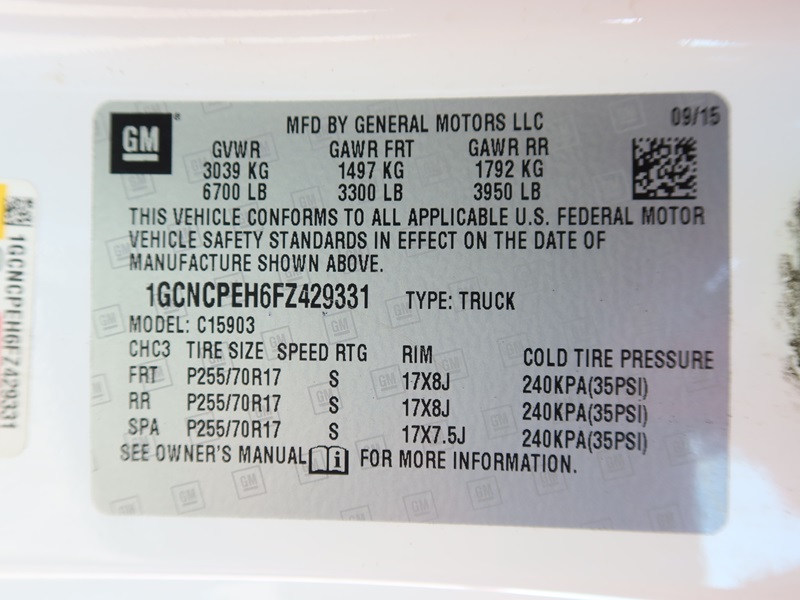 GM
MFD BY GENERAL MOTORS LLC
09/15
GVWR GAWR FRT GAWR RR
3039 KG 1497 KG 1792 KG
6700 LB 3300 LB 3950 LB
THIS VEHICLE CONFORMS TO ALL APPLICABLE U.S. FEDERAL MOTOR
VEHICLE SAFETY STANDARDS IN EFFECT ON THE DATE OF
MANUFACTURE SHOWN ABOVE.
1GCNCPEH6FZ429331 TYPE: TRUCK
MODEL: C15903
CHC3 TIRE SIZE SPEED RTG RIM COLD TIRE PRESSURE
FRT P255/70R17 S 17X8J 240KPA(35PSI)
RR P255/70R17 S 17X8J 240KPA(35PSI)
SPA P255/70R17 S 17X7.5J 240KPA(35PSI)
SEE OWNER'S MANUAL i FOR MORE INFORMATION.
1GCNCPEH6FZ429331